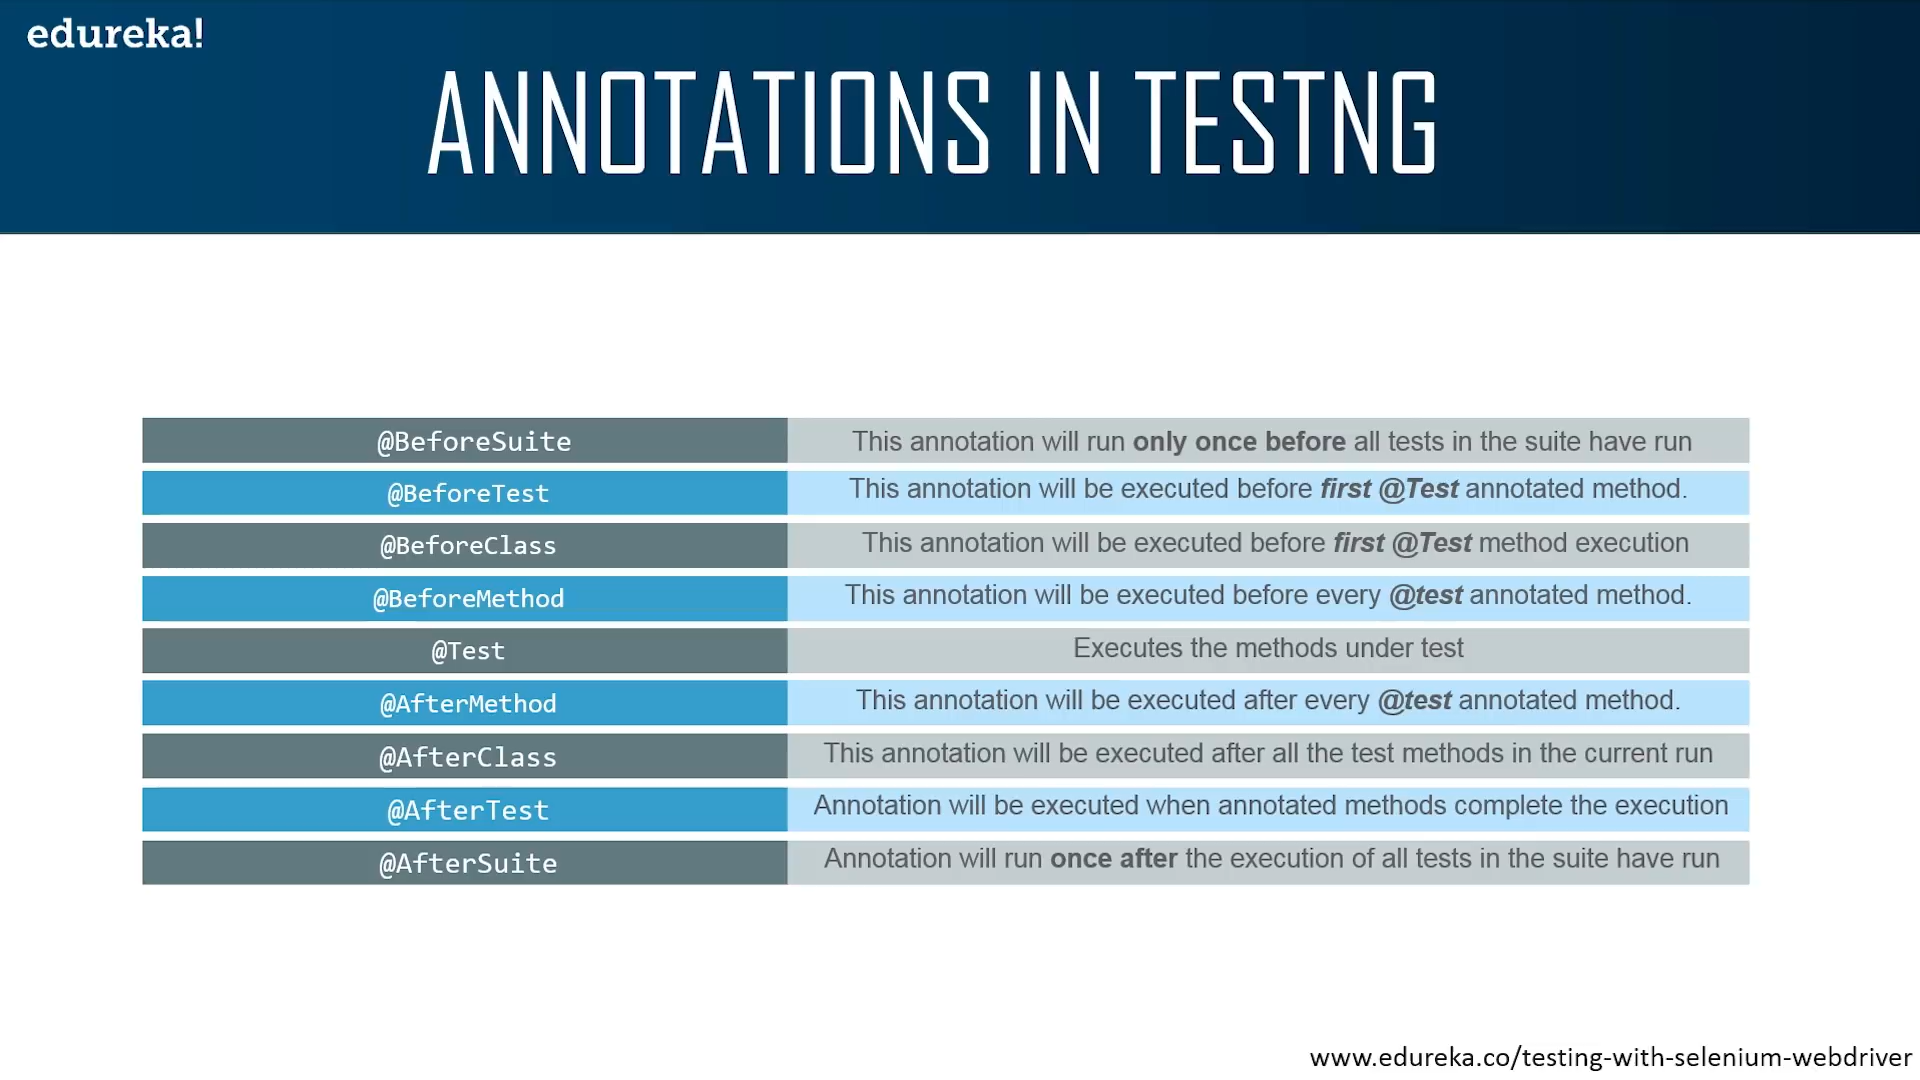 edureka!
ANNOTATIONS IN TESTNG
@BeforeSuite This annotation will run only once before all tests in the suite have run
@BeforeTest This annotation will be executed before first @Test annotated method.
@BeforeClass This annotation will be executed before first @Test method execution
@BeforeMethod This annotation will be executed before every @test annotated method.
@Test Executes the methods under test
@AfterMethod This annotation will be executed after every @test annotated method.
@AfterClass This annotation will be executed after all the test methods in the current run
@AfterTest Annotation will be executed when annotated methods complete the execution
@AfterSuite Annotation will run once after the execution of all tests in the suite have run
www.edureka.co/testing-with-selenium-webdriver